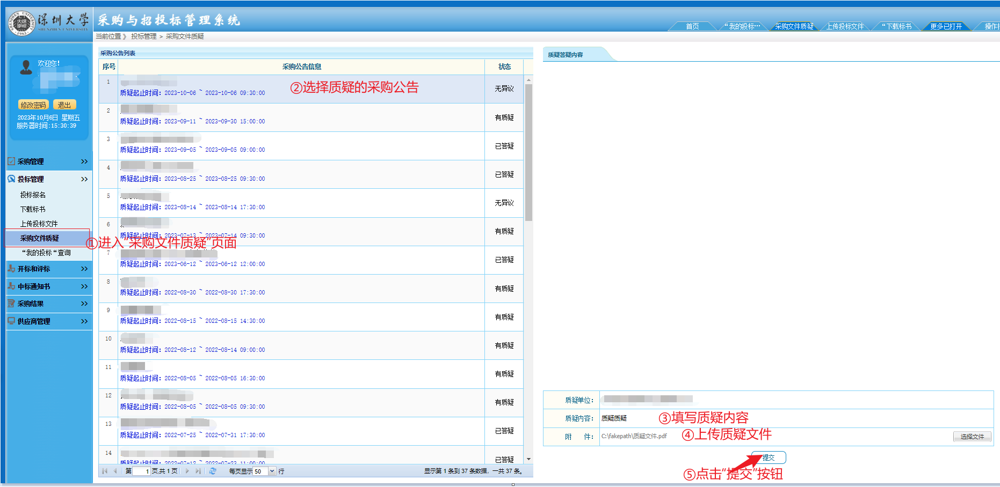 深圳大学
SHENZHEN UNIVERSITY
采购与招投标管理系统
首页
“我的投标…
采购文件质疑
上传投标文件
“下载标书
更多已打开
当前位置 》 投标管理 > 采购文件质疑
欢迎您!
修改密码 退出
2023年10月6日 星期五
服务器时间:15:30:39
采购管理 >>
投标管理 >>
投标报名
下载标书
上传投标文件
采购文件质疑
“我的投标“查询
开标和评标 >>
中标通知书 >>
采购结果 >>
供应商管理 >>
①进入“采购文件质疑”页面
采购公告列表
序号 采购公告信息 状态
②选择质疑的采购公告
1 质疑起止时间：2023-10-06 ~ 2023-10-06 09:30:00 无异议
2 质疑起止时间：2023-09-11 ~ 2023-09-30 15:00:00 有质疑
3 质疑起止时间：2023-09-05 ~ 2023-09-05 09:00:00 已答疑
4 质疑起止时间：2023-08-25 ~ 2023-08-25 09:30:00 已答疑
5 质疑起止时间：2023-08-14 ~ 2023-08-14 17:30:00 无异议
6 质疑起止时间：2023-07-13 ~ 2023-07-14 09:30:00 有质疑
7 质疑起止时间：2023-06-12 ~ 2023-06-12 12:00:00 已答疑
8 质疑起止时间：2022-08-30 ~ 2022-08-30 17:30:00 有质疑
9 质疑起止时间：2022-08-15 ~ 2022-08-15 14:30:00 有质疑
10 质疑起止时间：2022-08-12 ~ 2022-08-14 09:00:00 有质疑
11 质疑起止时间：2022-08-05 ~ 2022-08-05 16:30:00 有质疑
12 质疑起止时间：2022-08-05 ~ 2022-08-05 09:30:00 有质疑
13 质疑起止时间：2022-07-25 ~ 2022-07-31 17:30:00 已答疑
14 质疑起止时间：2022-07-12 ~ 2022-07-23 11:00:00 已答疑
第 1 页,共 1 页 每页显示 50 行 显示第 1 条到 37 条数据，一共 37 条。
质疑答疑内容
质疑单位：
质疑内容： 质疑质疑
③填写质疑内容
附 件： C:\fakepath\质疑文件.pdf 选择文件
④上传质疑文件
提交
⑤点击“提交”按钮